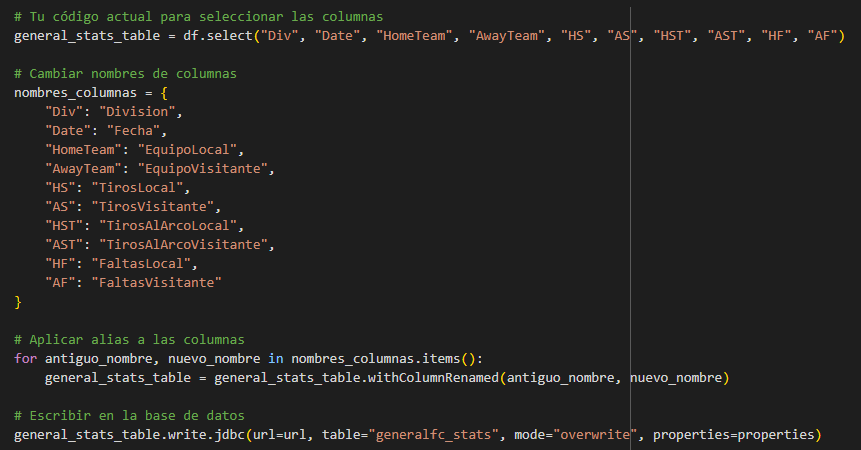 # Tu código actual para seleccionar las columnas
general_stats_table = df.select("Div", "Date", "HomeTeam", "AwayTeam", "HS", "AS", "HST", "AST", "HF", "AF")
# Cambiar nombres de columnas
nombres_columnas = {
"Div": "Division",
"Date": "Fecha",
"HomeTeam": "EquipoLocal",
"AwayTeam": "EquipoVisitante",
"HS": "TirosLocal",
"AS": "TirosVisitante",
"HST": "TirosAlArcoLocal",
"AST": "TirosAlArcoVisitante",
"HF": "FaltasLocal",
"AF": "FaltasVisitante"
}
# Aplicar alias a las columnas
for antiguo_nombre, nuevo_nombre in nombres_columnas.items():
general_stats_table = general_stats_table.withColumnRenamed(antiguo_nombre, nuevo_nombre)
# Escribir en la base de datos
general_stats_table.write.jdbc(url=url, table="generalfc_stats", mode="overwrite", properties=properties)